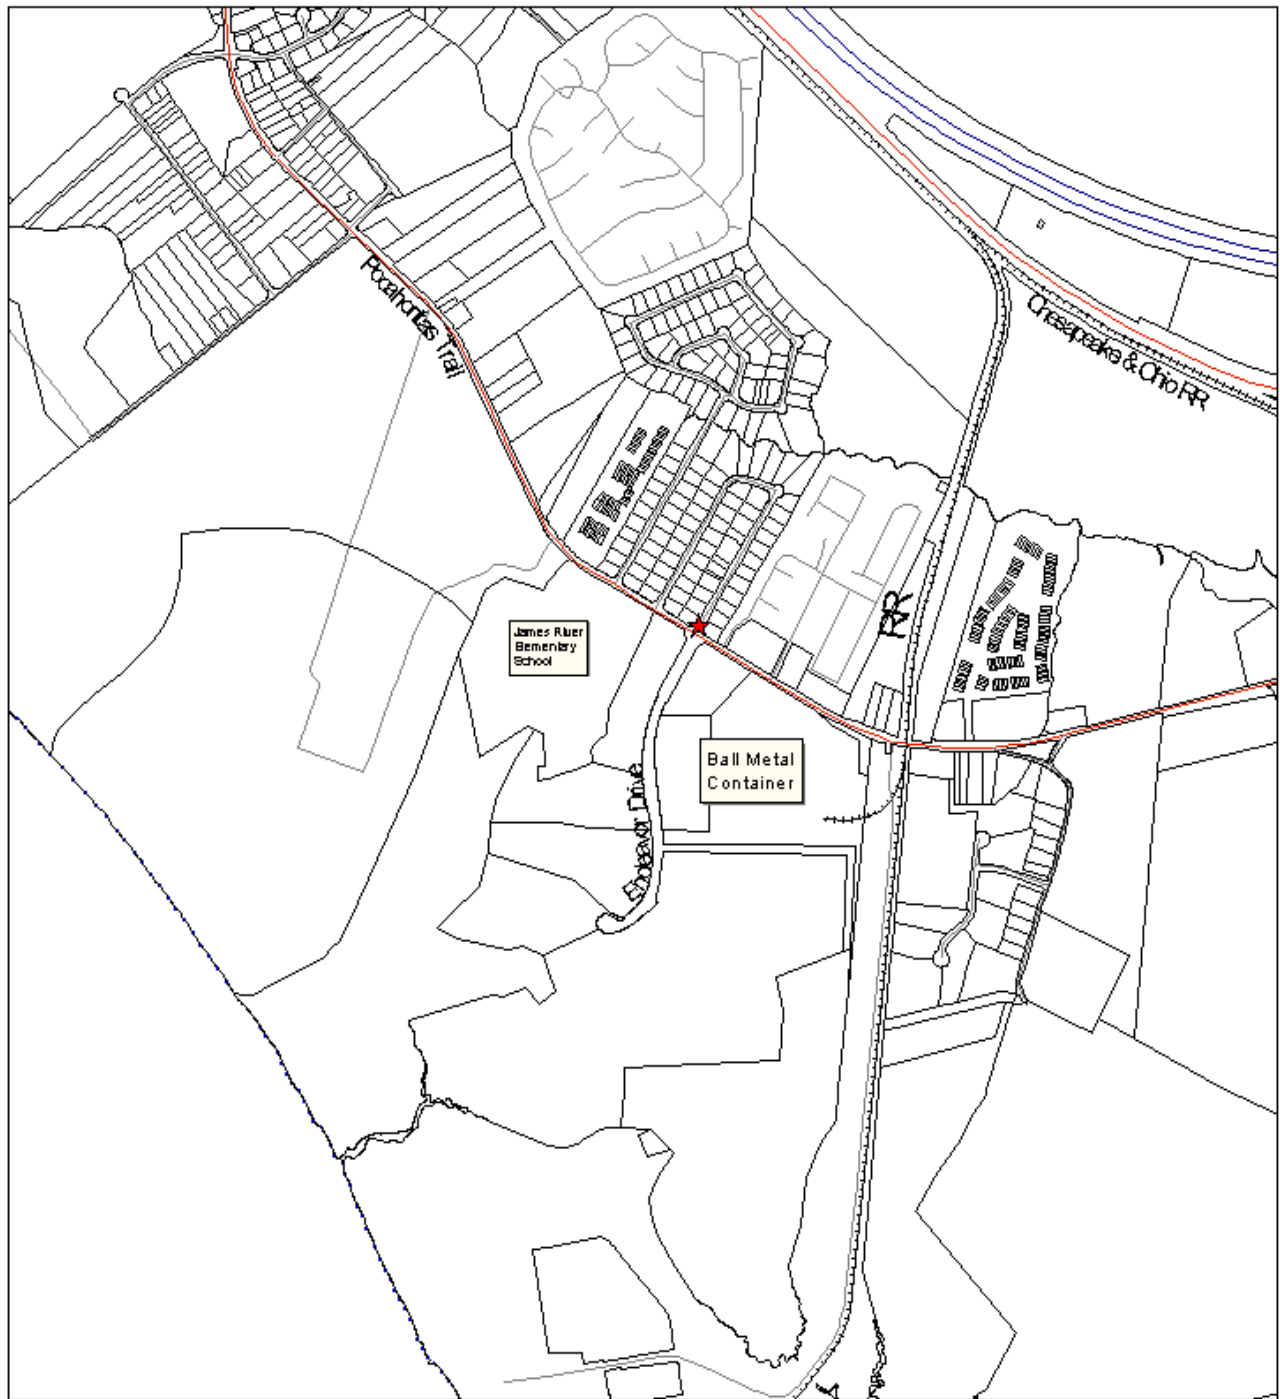 Pocahontas Trail
Chesapeake & Ohio RR
RR
James River
Elementary
School
Ball Metal
Container
Endeavor Drive